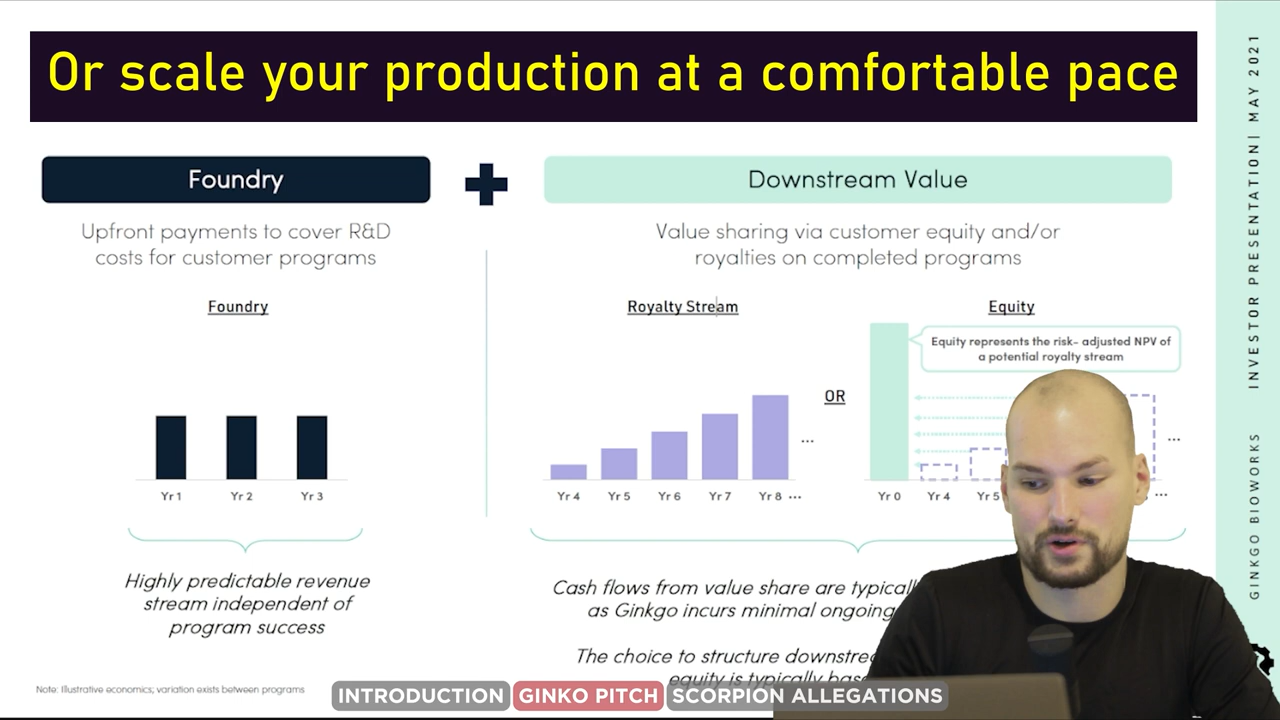 Or scale your production at a comfortable pace
Foundry
Downstream Value
Upfront payments to cover R&D
costs for customer programs
Value sharing via customer equity and/or
royalties on completed programs
Foundry
Royalty Stream
Equity
Equity represents the risk- adjusted NPV of
a potential royalty stream
OR
...
...
Yr 1 Yr 2 Yr 3
Yr 4 Yr 5 Yr 6 Yr 7 Yr 8 ...
Yr 0 Yr 4 Yr 5 ...
Highly predictable revenue
stream independent of
program success
Cash flows from value share are typically
as Ginkgo incurs minimal ongoing
The choice to structure downstream
equity is typically
Note: Illustrative economics; variation exists between programs
INTRODUCTION GINKO PITCH SCORPION ALLEGATIONS
GINKGO BIOWORKS INVESTOR PRESENTATION| MAY 2021